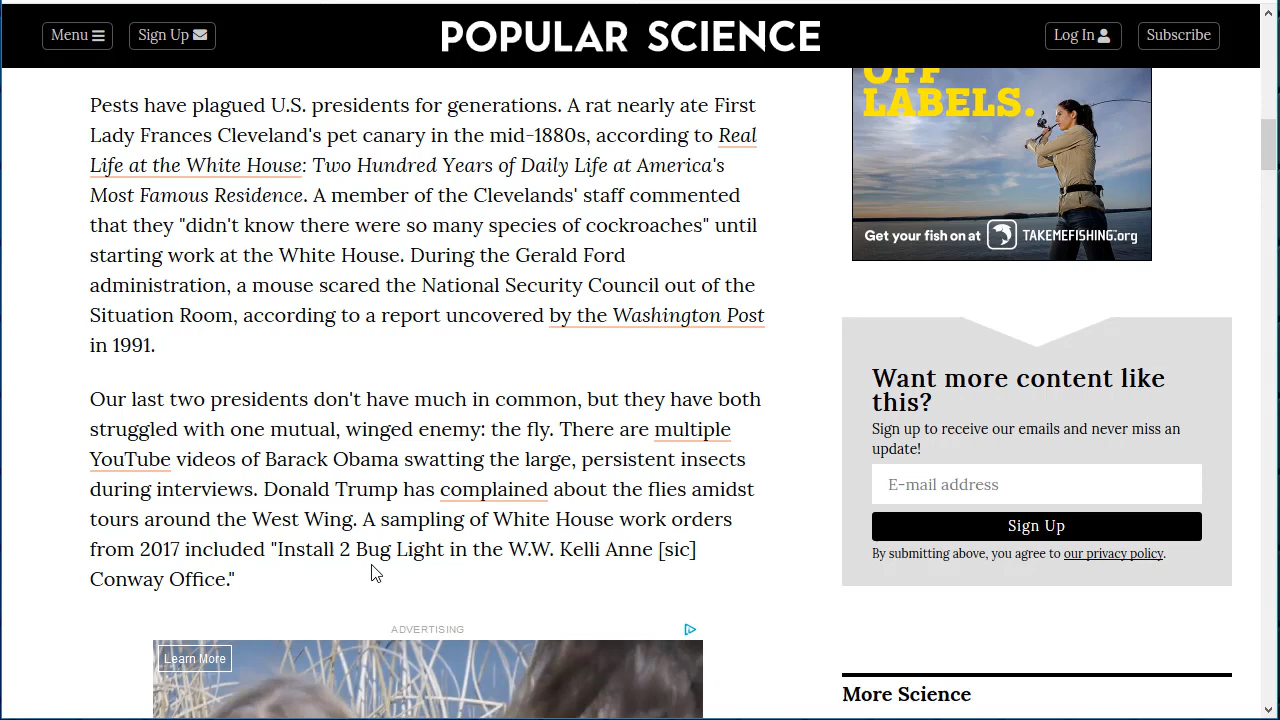 Menu
Sign Up
POPULAR SCIENCE
Log In
Subscribe
Pests have plagued U.S. presidents for generations. A rat nearly ate First
Lady Frances Cleveland's pet canary in the mid-1880s, according to Real
Life at the White House: Two Hundred Years of Daily Life at America's
Most Famous Residence. A member of the Clevelands' staff commented
that they "didn't know there were so many species of cockroaches" until
starting work at the White House. During the Gerald Ford
administration, a mouse scared the National Security Council out of the
Situation Room, according to a report uncovered by the Washington Post
in 1991.
Our last two presidents don't have much in common, but they have both
struggled with one mutual, winged enemy: the fly. There are multiple
YouTube videos of Barack Obama swatting the large, persistent insects
during interviews. Donald Trump has complained about the flies amidst
tours around the West Wing. A sampling of White House work orders
from 2017 included "Install 2 Bug Light in the W.W. Kelli Anne [sic]
Conway Office."
ADVERTISING
Learn More
OFF
LABELS.
Get your fish on at TAKEMEFISHING.org
Want more content like
this?
Sign up to receive our emails and never miss an
update!
E-mail address
Sign Up
By submitting above, you agree to our privacy policy.
More Science